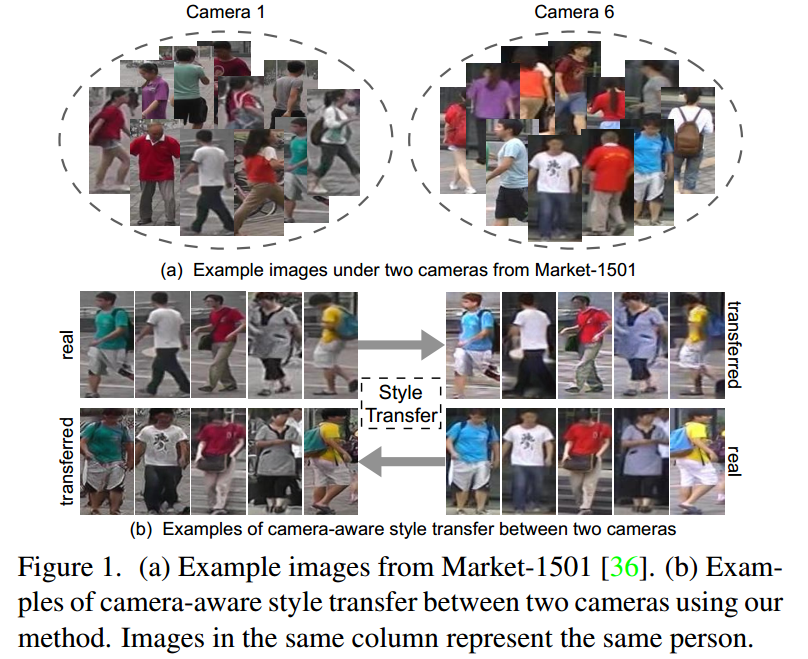 Camera 1
Camera 6
(a) Example images under two cameras from Market-1501
real
transferred
Style
Transfer
transferred
real
(b) Examples of camera-aware style transfer between two cameras
Figure 1. (a) Example images from Market-1501 [36]. (b) Exam-
ples of camera-aware style transfer between two cameras using our
method. Images in the same column represent the same person.